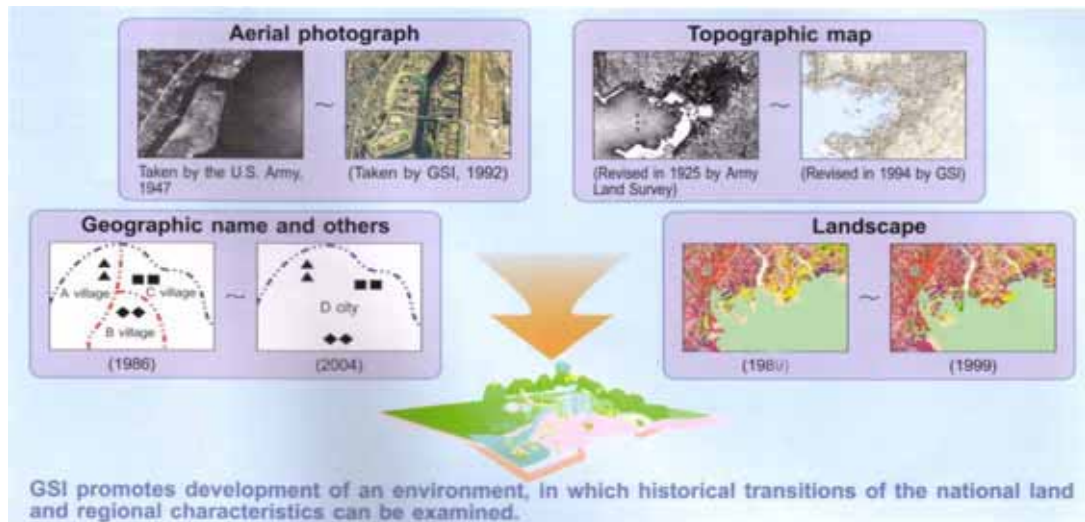 Aerial photograph
Taken by the U.S. Army,
1947
~
(Taken by GSI, 1992)
Topographic map
(Revised in 1925 by Army
Land Survey)
~
(Revised in 1994 by GSI)
Geographic name and others
A village
C village
B village
(1986)
~
D city
(2004)
Landscape
(1989)
~
(1999)
GSI promotes development of an environment, in which historical transitions of the national land
and regional characteristics can be examined.